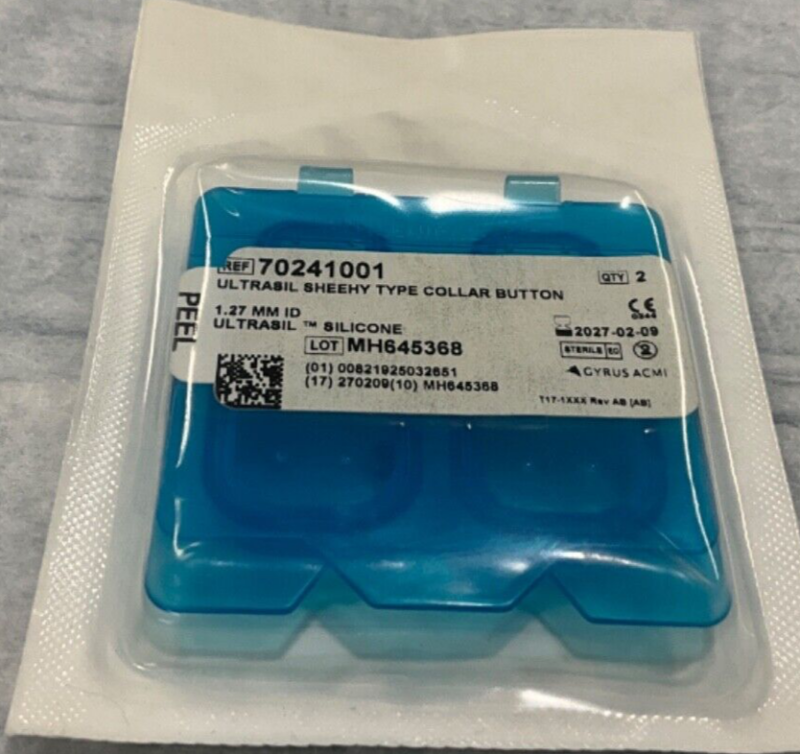 PEEL
REF 70241001
QTY 2
ULTRASIL SHEEHY TYPE COLLAR BUTTON
1.27 MM ID
ULTRASIL ™ SILICONE
CE
2027-02-09
LOT MH645368
STERILE EO
2
(01) 00821925032651
(17) 270209(10) MH645368
GYRUS ACMI
T17-1XXX Rev AB [AB]